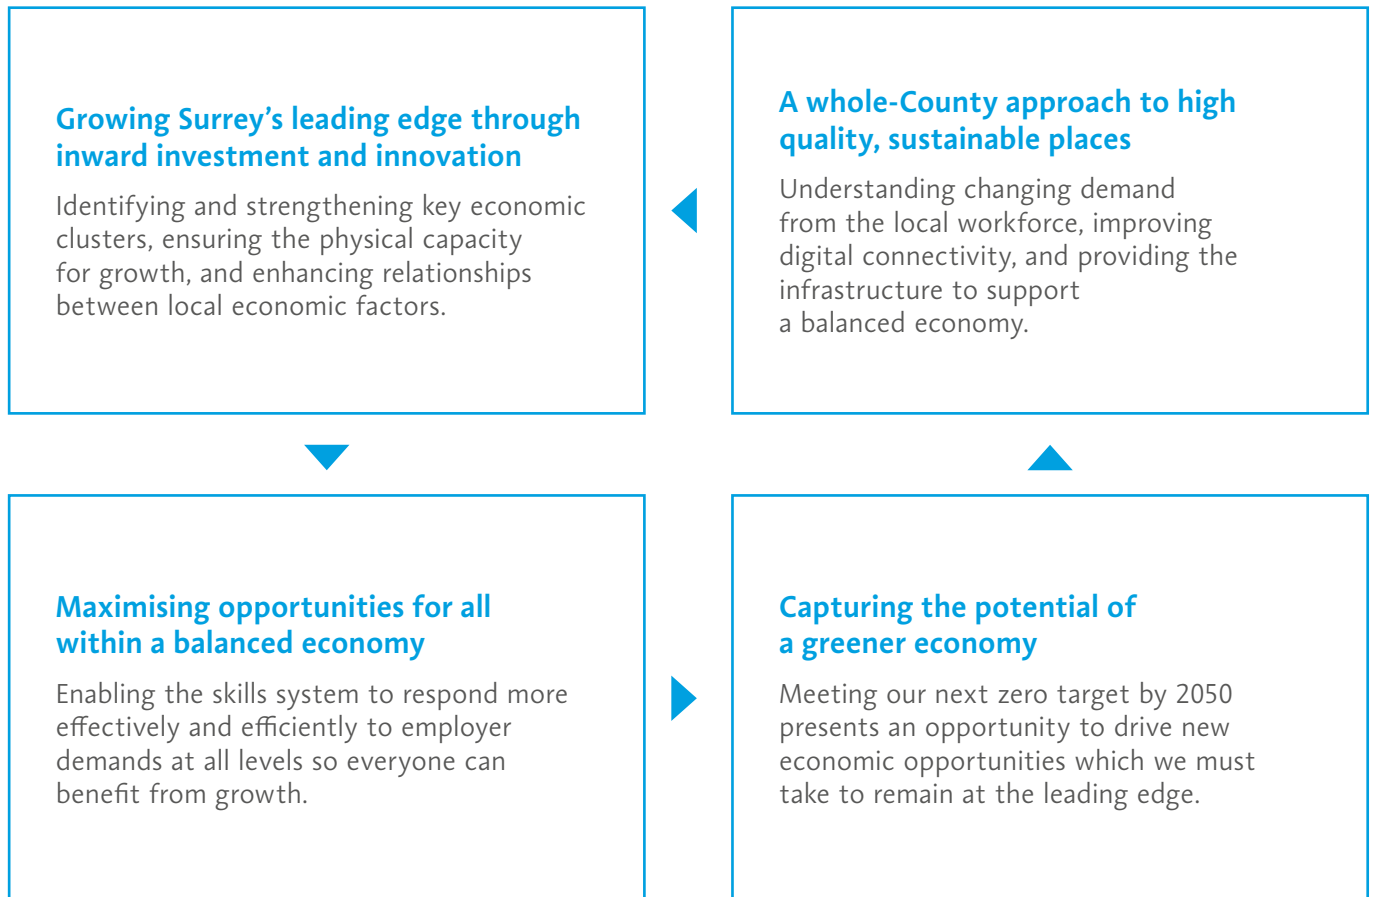 Growing Surrey’s leading edge through
inward investment and innovation
Identifying and strengthening key economic
clusters, ensuring the physical capacity
for growth, and enhancing relationships
between local economic factors.
A whole-County approach to high
quality, sustainable places
Understanding changing demand
from the local workforce, improving
digital connectivity, and providing the
infrastructure to support
a balanced economy.
Maximising opportunities for all
within a balanced economy
Enabling the skills system to respond more
effectively and efficiently to employer
demands at all levels so everyone can
benefit from growth.
Capturing the potential of
a greener economy
Meeting our next zero target by 2050
presents an opportunity to drive new
economic opportunities which we must
take to remain at the leading edge.